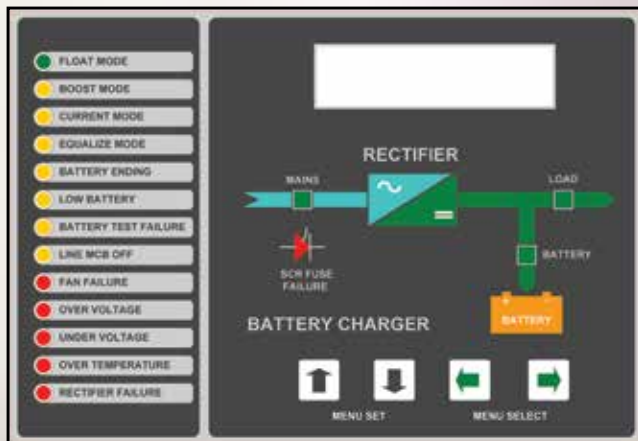 FLOAT MODE
BOOST MODE
CURRENT MODE
EQUALIZE MODE
BATTERY ENDING
LOW BATTERY
BATTERY TEST FAILURE
LINE MCB OFF
FAN FAILURE
OVER VOLTAGE
UNDER VOLTAGE
OVER TEMPERATURE
RECTIFIER FAILURE
RECTIFIER
MAINS
LOAD
SCR FUSE
FAILURE
BATTERY
BATTERY CHARGER
BATTERY
MENU SET
MENU SELECT